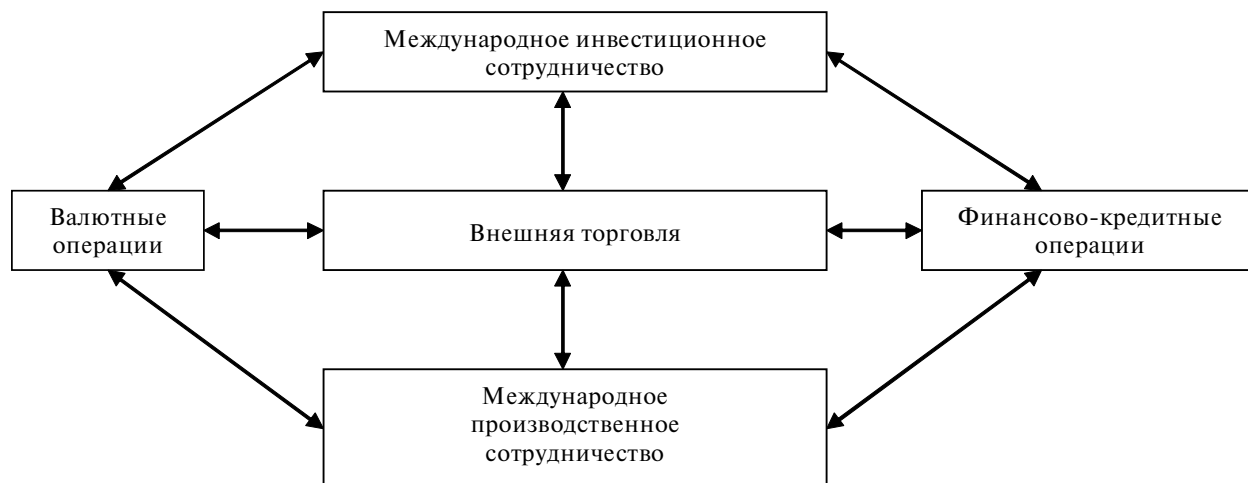 Международное инвестиционное
сотрудничество
Валютные
операции
Внешняя торговля
Финансово-кредитные
операции
Международное
производственное
сотрудничество